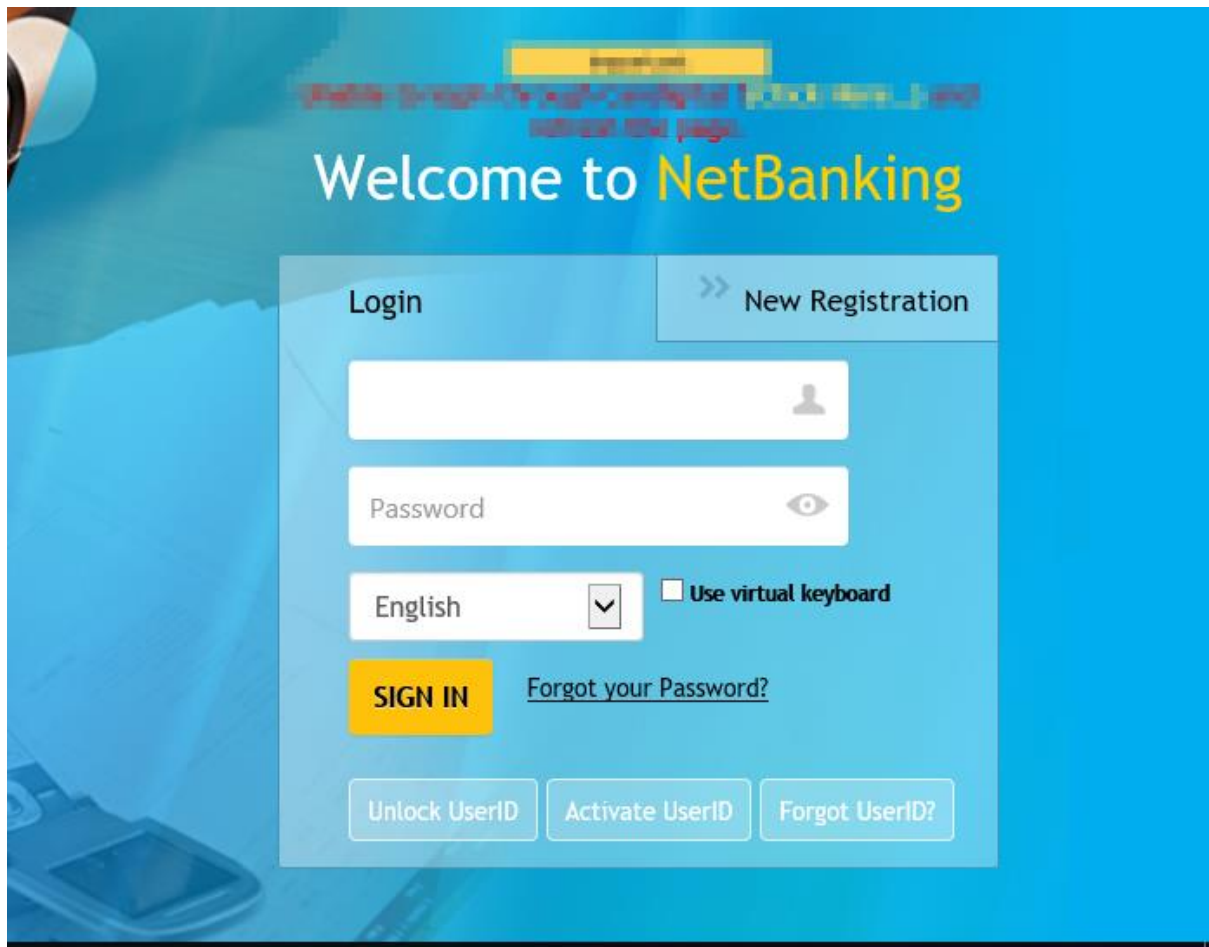 Welcome to NetBanking
Login
New Registration
Password
English
Use virtual keyboard
SIGN IN
Forgot your Password?
Unlock UserID
Activate UserID
Forgot UserID?